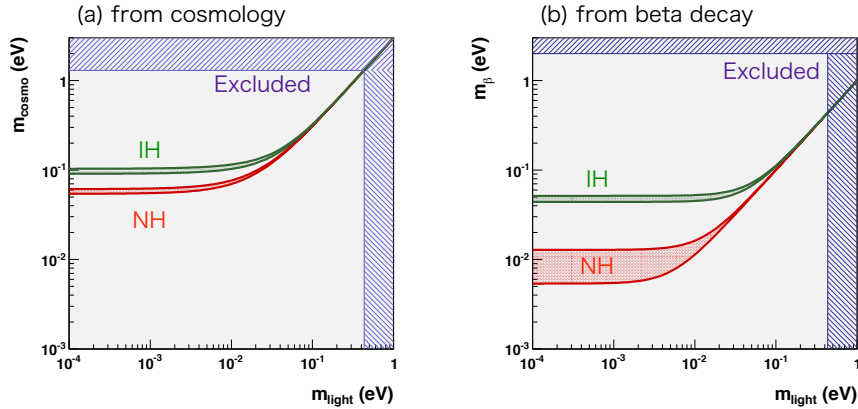 (a) from cosmology
m_cosmo (eV)
1
10^-1
10^-2
10^-3
Excluded
IH
NH
10^-4 10^-3 10^-2 10^-1 1
m_light (eV)
(b) from beta decay
m_β (eV)
1
10^-1
10^-2
10^-3
Excluded
IH
NH
10^-4 10^-3 10^-2 10^-1 1
m_light (eV)